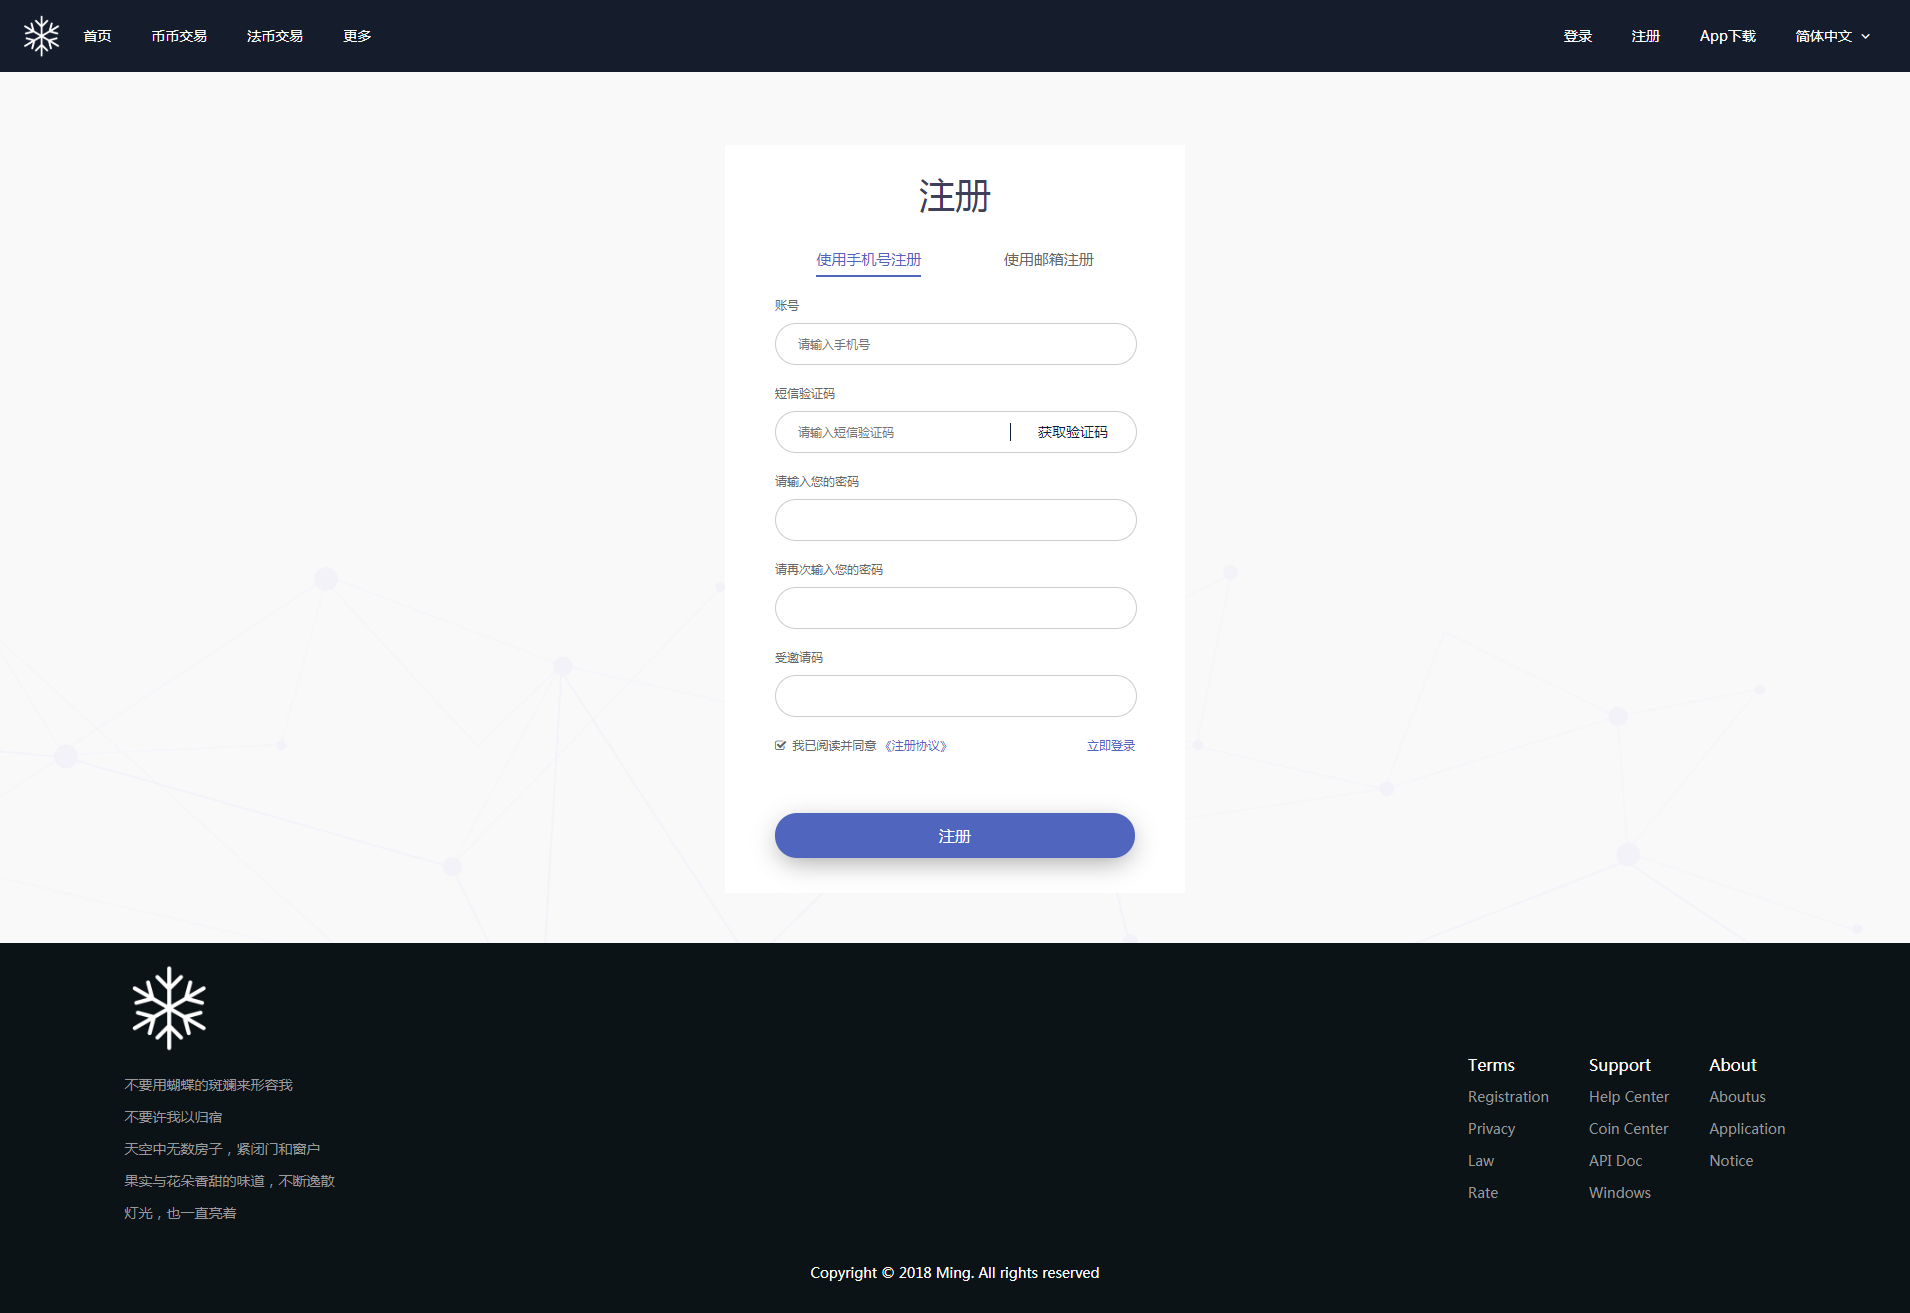 首页 币币交易 法币交易 更多 登录 注册 App下载 简体中文
注册
使用手机号注册 使用邮箱注册
账号
请输入手机号
短信验证码
请输入短信验证码 获取验证码
请输入您的密码
请再次输入您的密码
受邀请码
我已阅读并同意 《注册协议》 立即登录
注册
不要用蝴蝶的斑斓来形容我
不要许我以归宿
天空中无数房子，紧闭门和窗户
果实与花朵香甜的味道，不断逸散
灯光，也一直亮着
Terms Support About
Registration Help Center Aboutus
Privacy Coin Center Application
Law API Doc Notice
Rate Windows
Copyright © 2018 Ming. All rights reserved